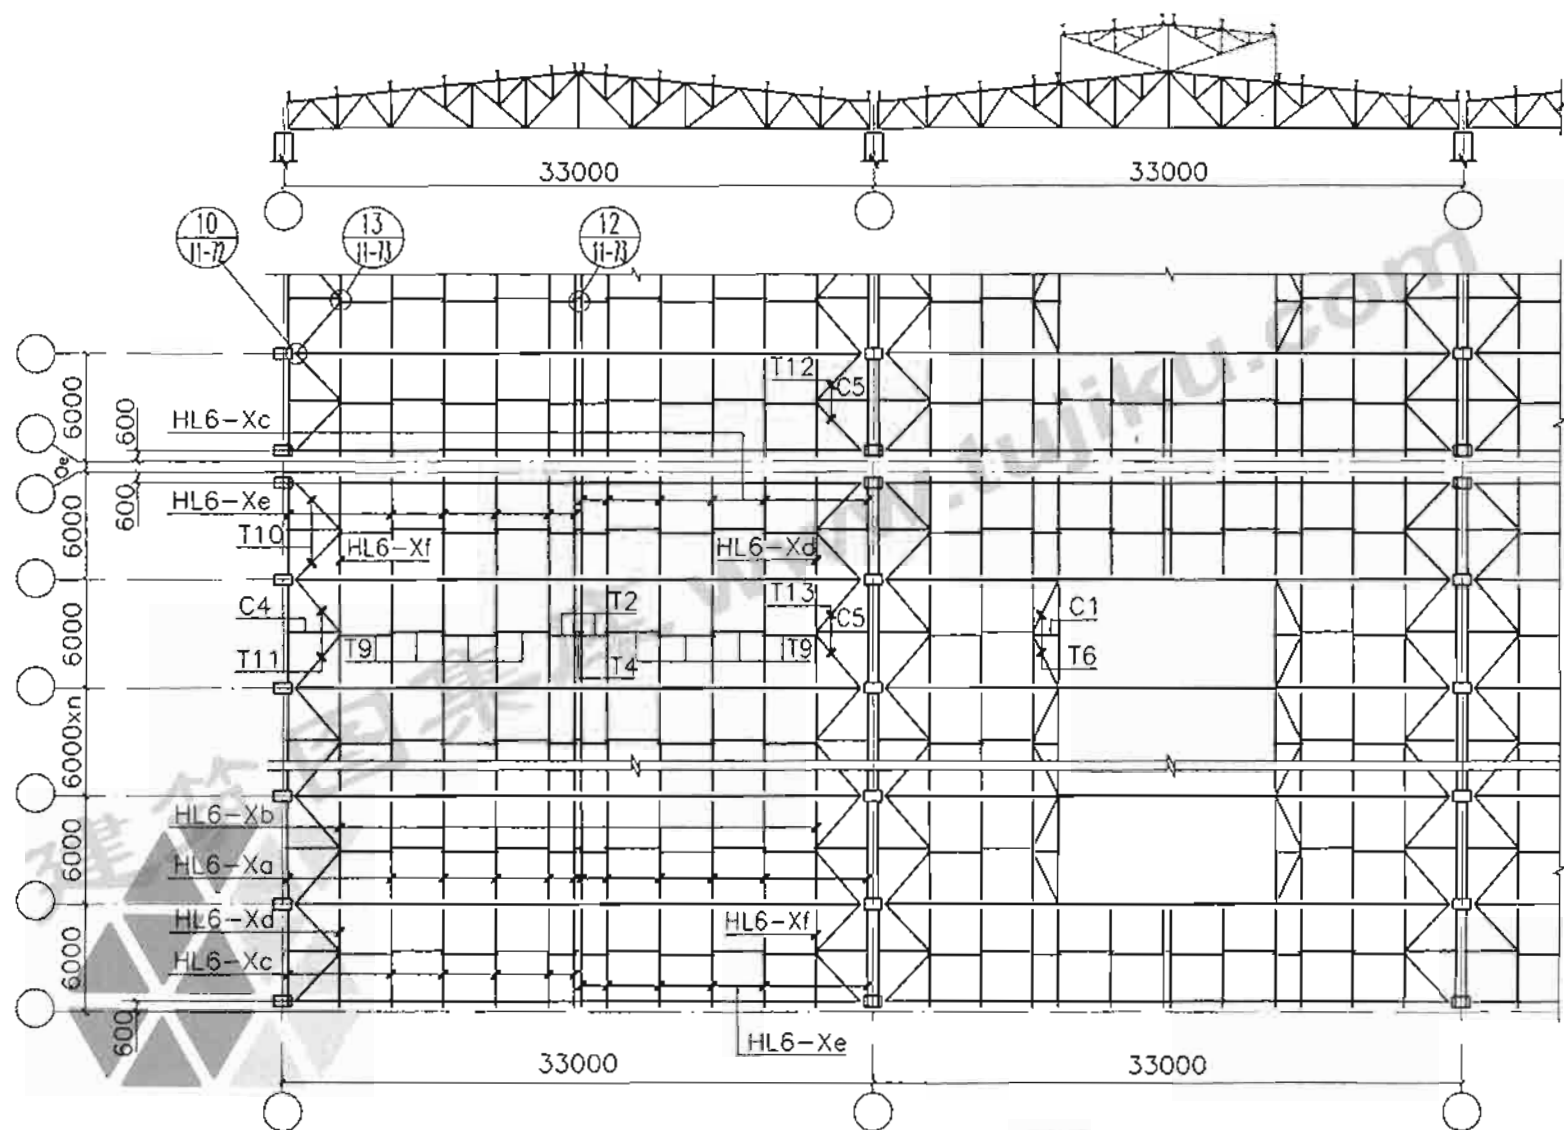 33000
33000
10
11-72
13
11-73
12
11-73
6000
600
HL6-Xc
T12
C5
ae
600
HL6-Xe
T10
HL6-Xf
HL6-Xd
6000
C4
T2
T13
C5
C1
T11
T9
T4
T9
T6
6000
6000xn
HL6-Xb
HL6-Xa
6000
HL6-Xd
HL6-Xf
HL6-Xc
6000
600
HL6-Xe
33000
33000
建筑图集库 www.tujiku.com